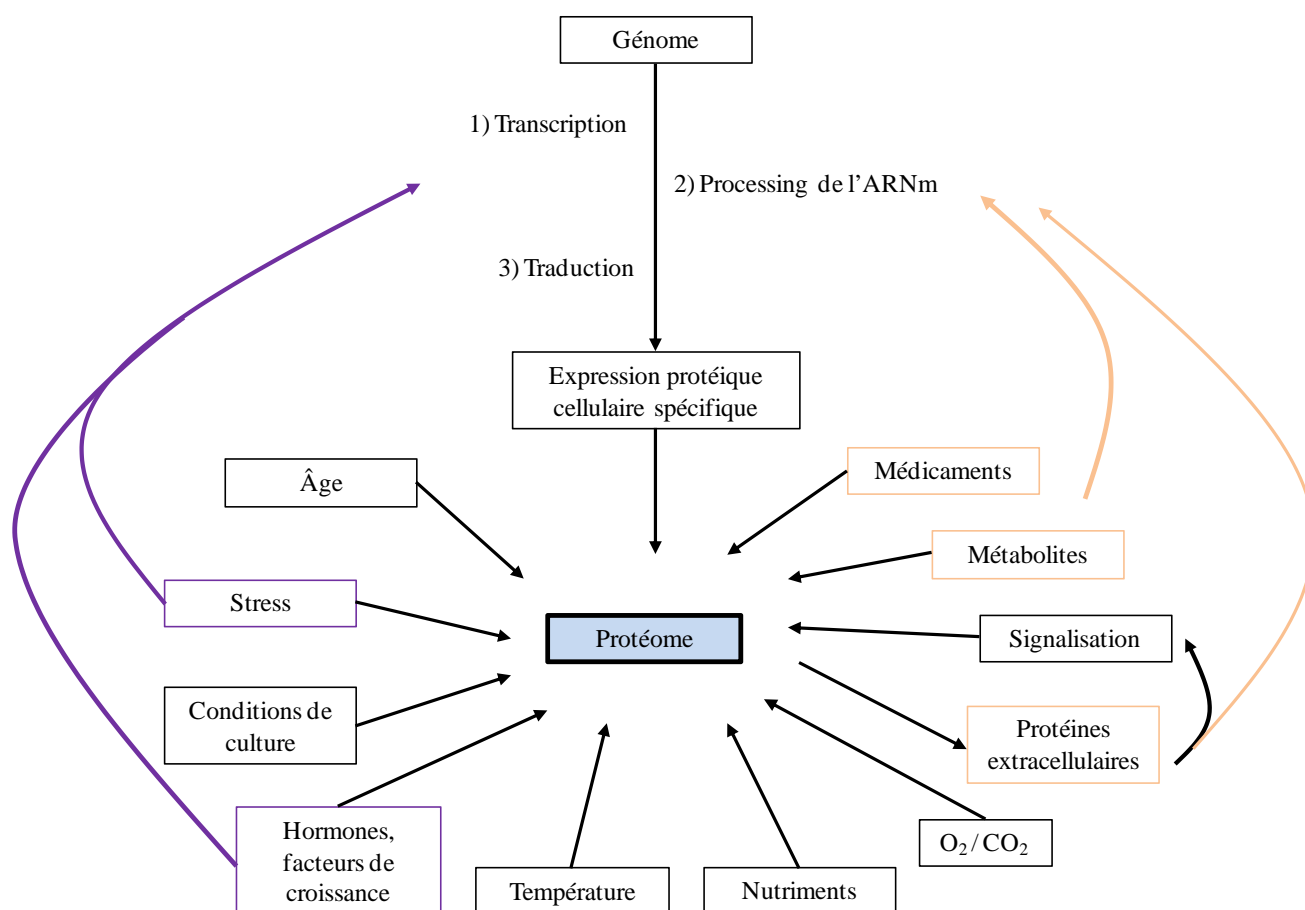 Génome
1) Transcription
2) Processing de l'ARNm
3) Traduction
Expression protéique
cellulaire spécifique
Âge
Médicaments
Métabolites
Stress
Protéome
Signalisation
Conditions de
culture
Protéines
extracellulaires
Hormones,
facteurs de
croissance
Température
Nutriments
O₂ / CO₂